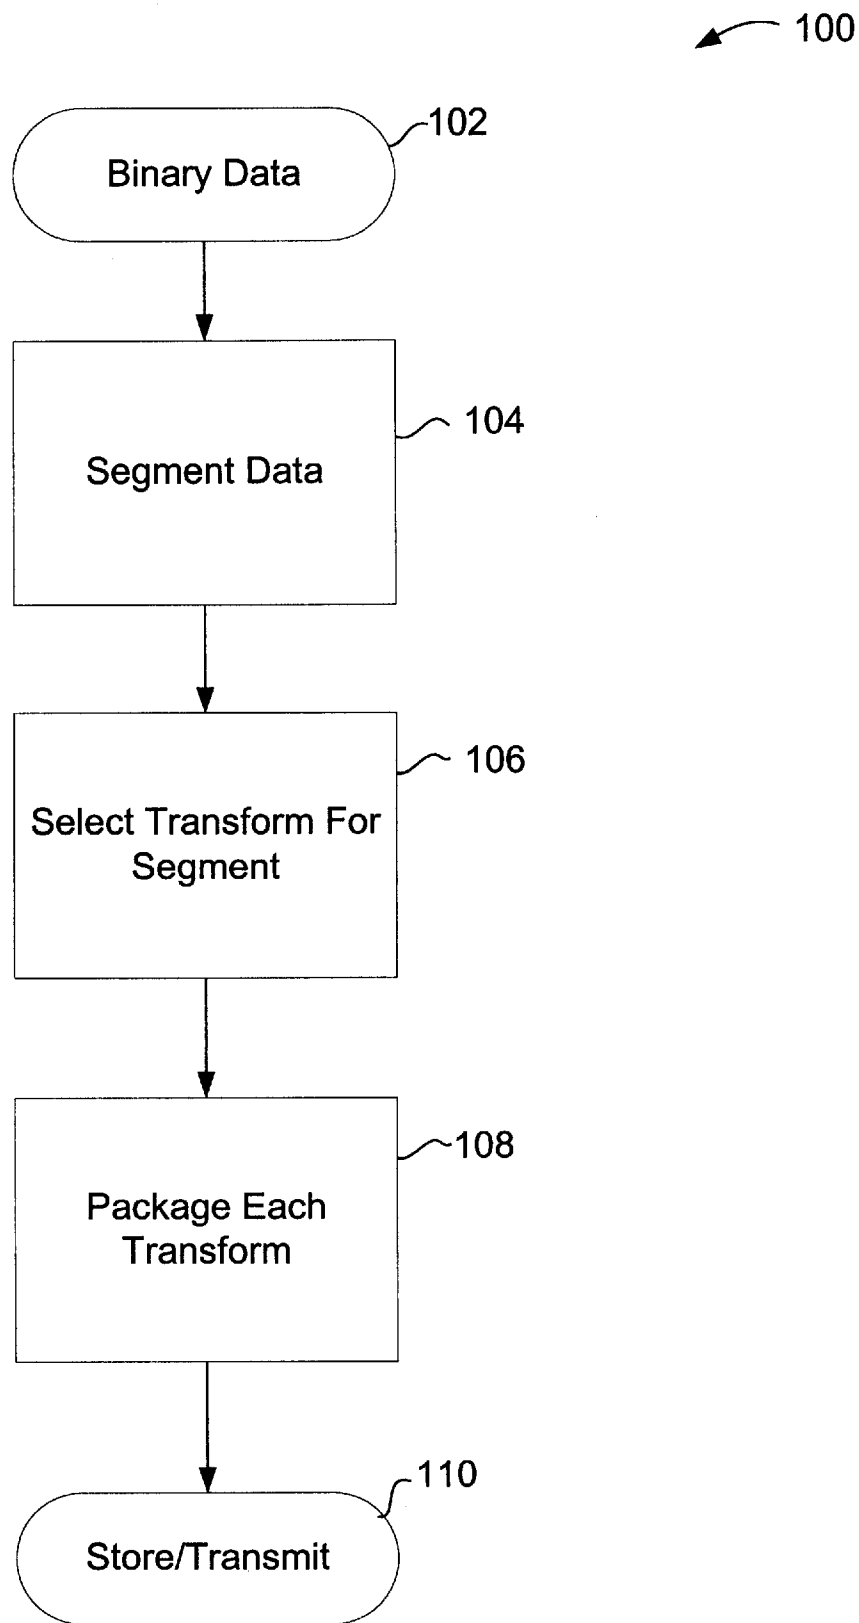 100
102
Binary Data
104
Segment Data
106
Select Transform For
Segment
108
Package Each
Transform
110
Store/Transmit